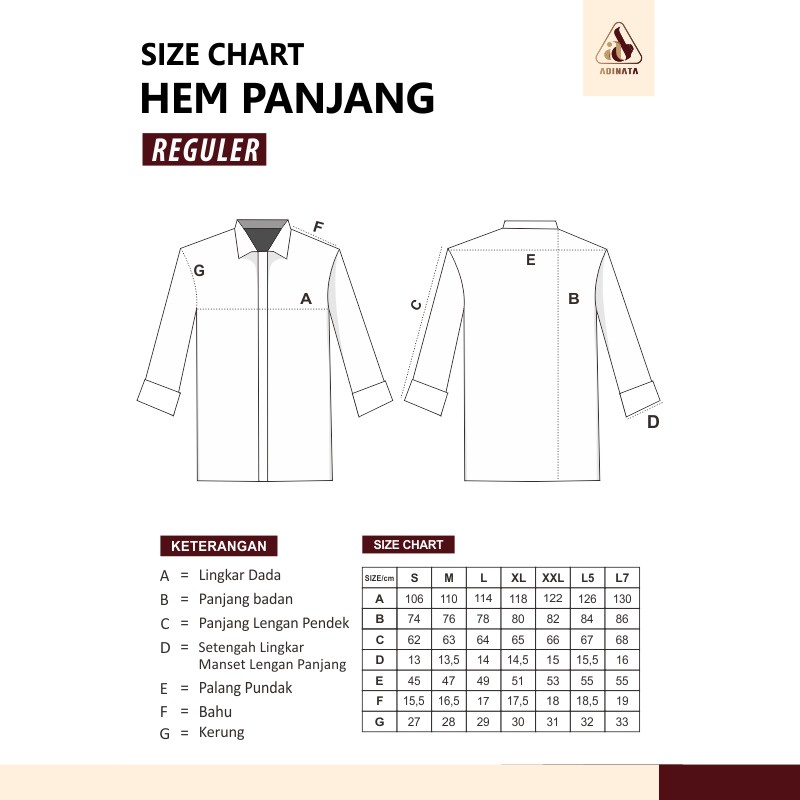 SIZE CHART
HEM PANJANG
REGULER
ADINATA
F
G
A
E
B
C
D
KETERANGAN
A = Lingkar Dada
B = Panjang badan
C = Panjang Lengan Pendek
D = Setengah Lingkar
Manset Lengan Panjang
E = Palang Pundak
F = Bahu
G = Kerung
SIZE CHART
SIZE/cm S M L XL XXL L5 L7
A 106 110 114 118 122 126 130
B 74 76 78 80 82 84 86
C 62 63 64 65 66 67 68
D 13 13,5 14 14,5 15 15,5 16
E 45 47 49 51 53 55 55
F 15,5 16,5 17 17,5 18 18,5 19
G 27 28 29 30 31 32 33